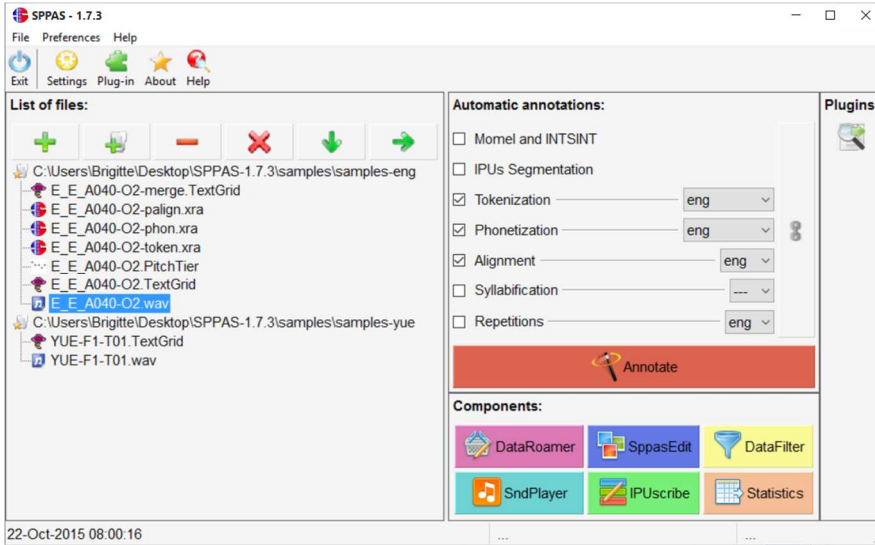 SPPAS - 1.7.3
File Preferences Help
Exit Settings Plug-in About Help
List of files:
C:\Users\Brigitte\Desktop\SPPAS-1.7.3\samples\samples-eng
E_E_A040-O2-merge.TextGrid
E_E_A040-O2-palign.xra
E_E_A040-O2-phon.xra
E_E_A040-O2-token.xra
E_E_A040-O2.PitchTier
E_E_A040-O2.TextGrid
E_E_A040-O2.wav
C:\Users\Brigitte\Desktop\SPPAS-1.7.3\samples\samples-yue
YUE-F1-T01.TextGrid
YUE-F1-T01.wav
Automatic annotations:
Momel and INTSINT
IPUs Segmentation
Tokenization eng
Phonetization eng
Alignment eng
Syllabification ---
Repetitions eng
Annotate
Components:
DataRoamer SppasEdit DataFilter
SndPlayer IPUscribe Statistics
Plugins
22-Oct-2015 08:00:16 ... ...